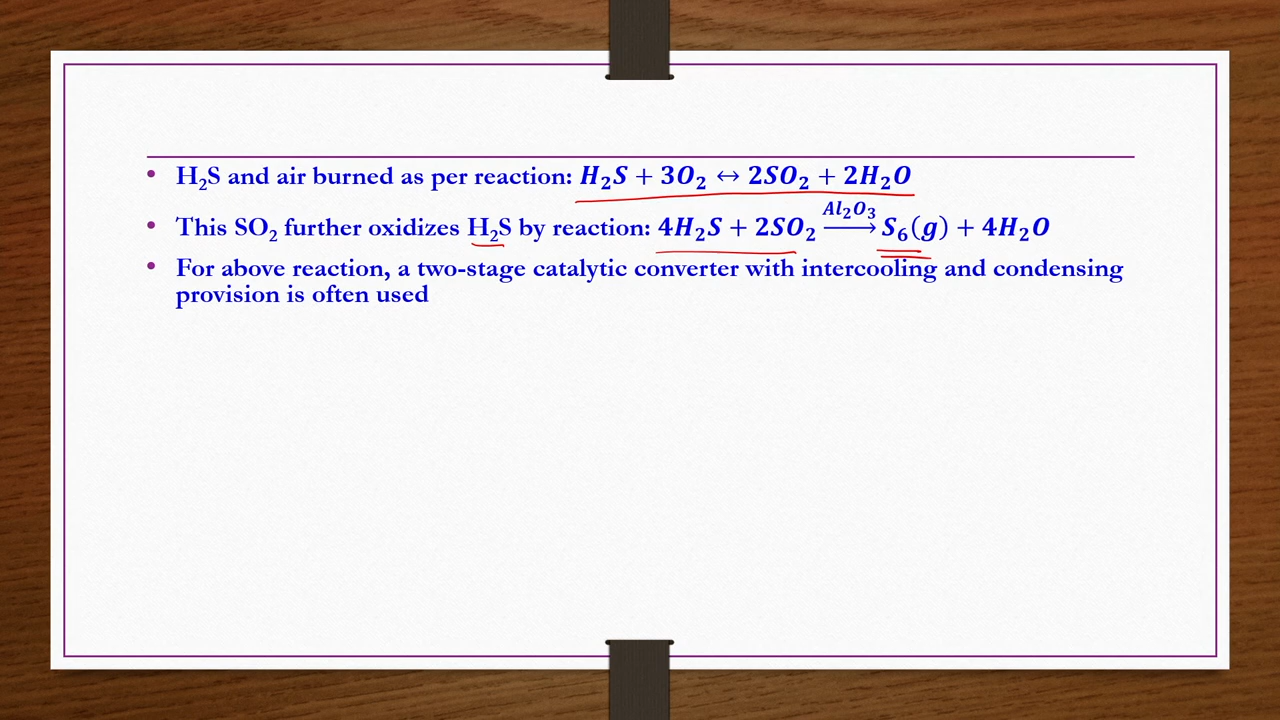 • H₂S and air burned as per reaction: H₂S + 3O₂ ↔ 2SO₂ + 2H₂O
• This SO₂ further oxidizes H₂S by reaction: 4H₂S + 2SO₂ \xrightarrow{Al₂O₃} S₆(g) + 4H₂O
• For above reaction, a two-stage catalytic converter with intercooling and condensing
provision is often used